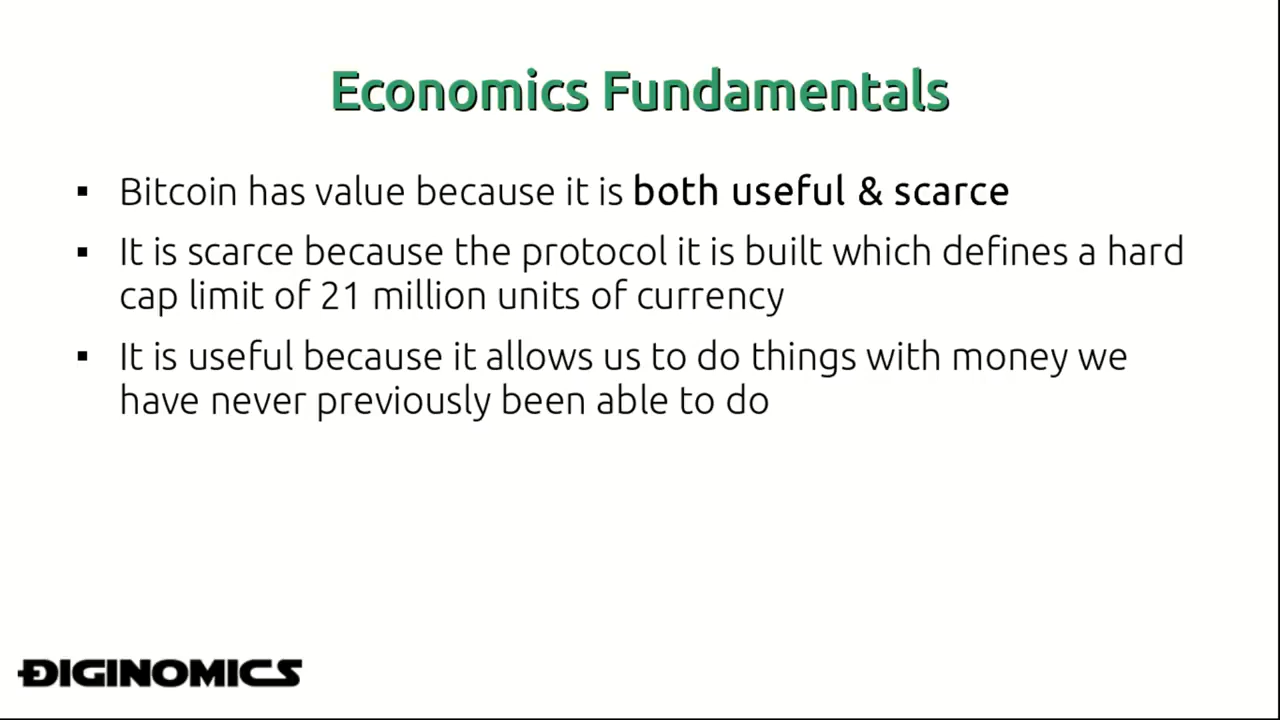 Economics Fundamentals
▪ Bitcoin has value because it is both useful & scarce
▪ It is scarce because the protocol it is built which defines a hard
cap limit of 21 million units of currency
▪ It is useful because it allows us to do things with money we
have never previously been able to do
DIGINOMICS